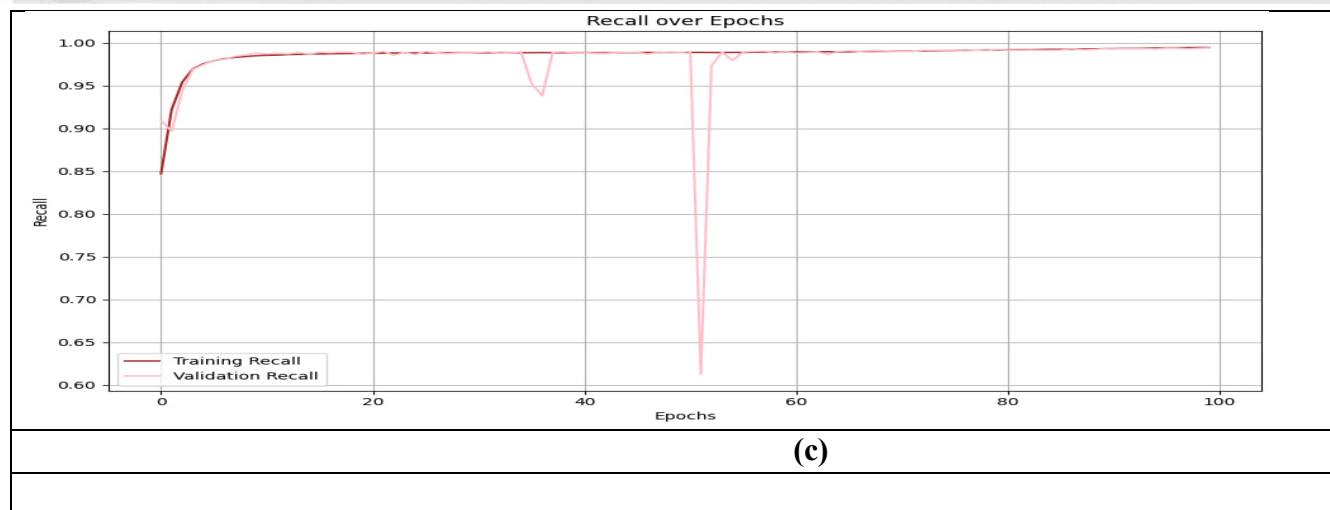 Recall over Epochs
1.00
0.95
0.90
0.85
0.80
0.75
0.70
0.65
0.60
Recall
Training Recall
Validation Recall
0 20 40 60 80 100
Epochs
(c)